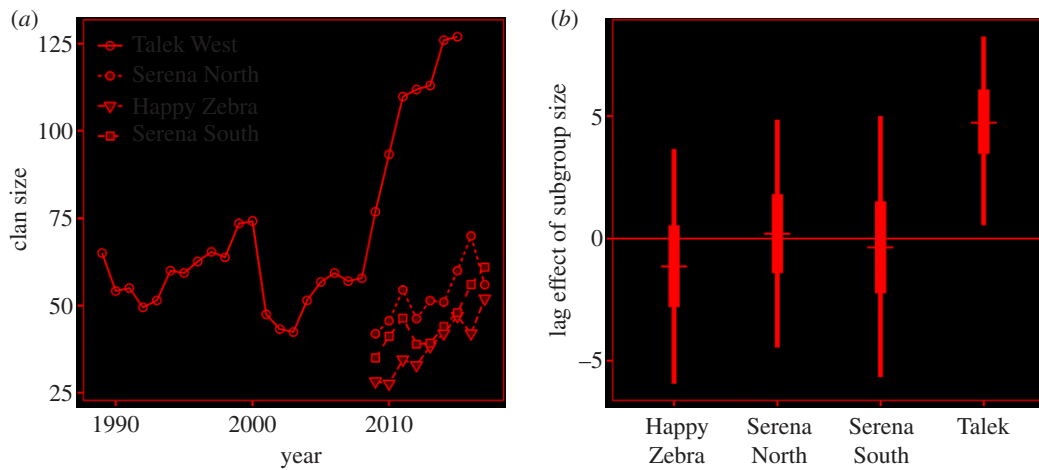 (a)
125
100
75
50
25
clan size
Talek West
Serena North
Happy Zebra
Serena South
1990
2000
2010
year
(b)
5
0
−5
lag effect of subgroup size
Happy
Zebra
Serena
North
Serena
South
Talek